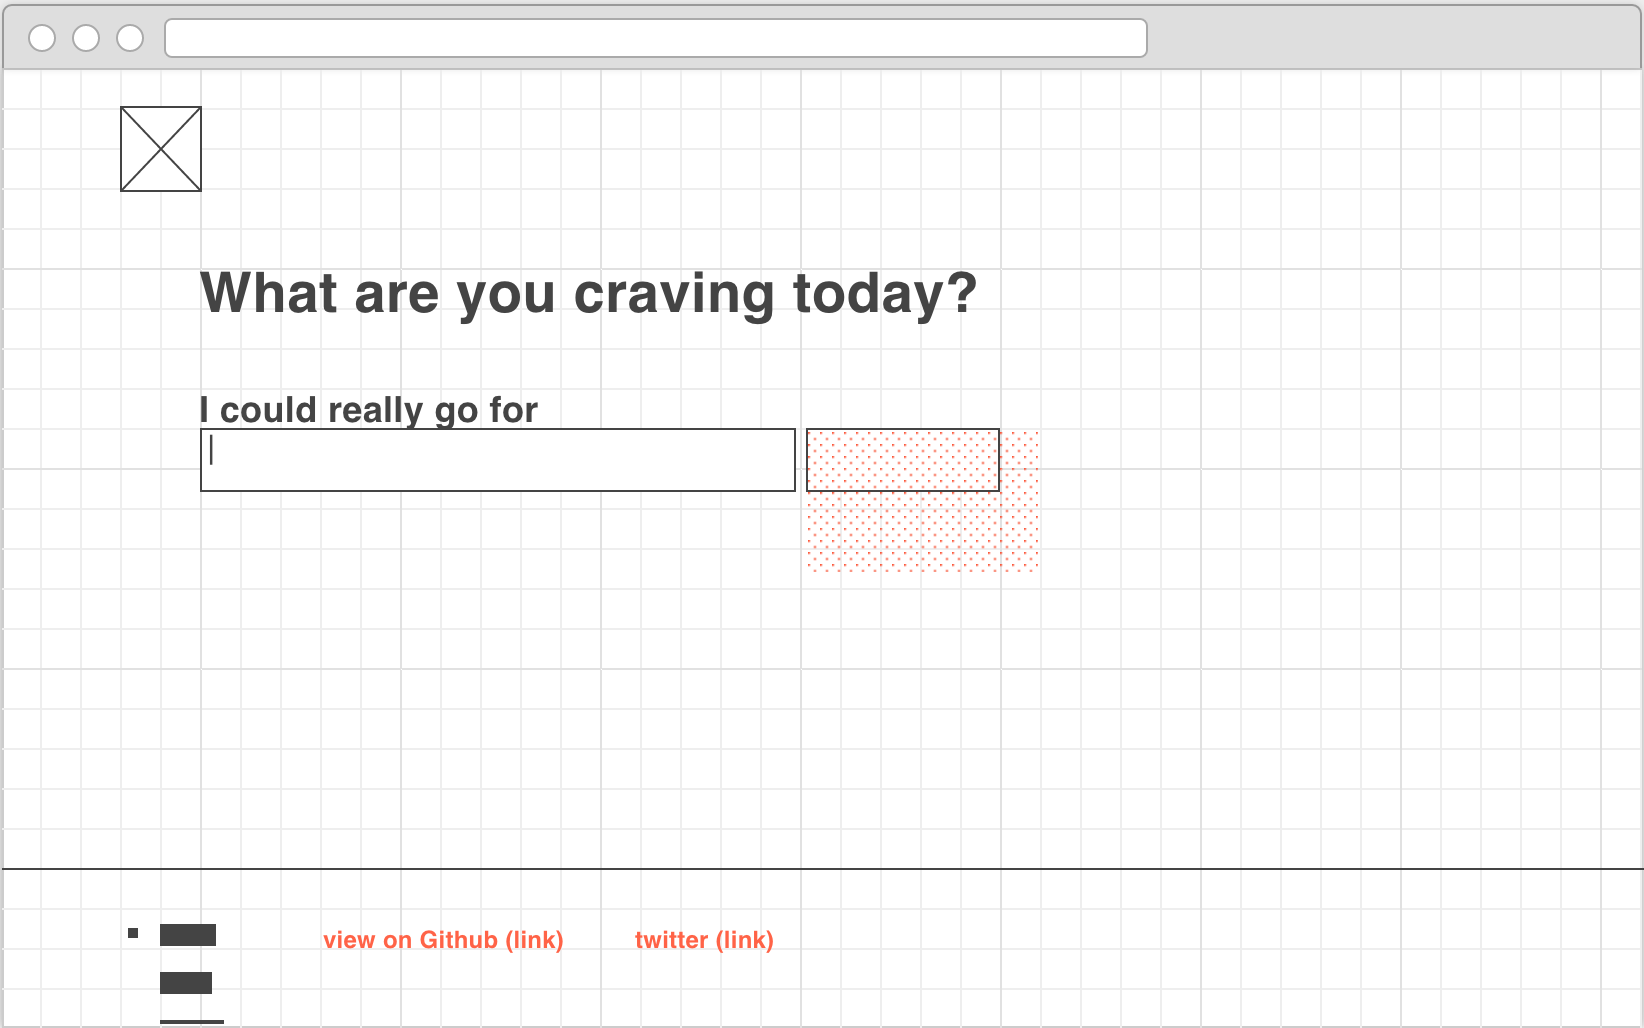 What are you craving today?
I could really go for
view on Github (link) twitter (link)